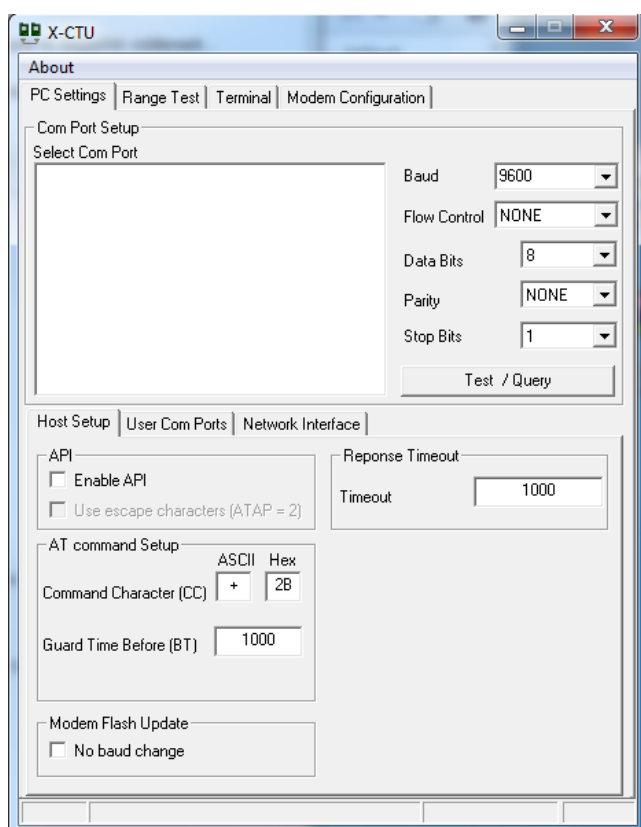 X-CTU
About
PC Settings Range Test Terminal Modem Configuration
Com Port Setup
Select Com Port
Baud 9600
Flow Control NONE
Data Bits 8
Parity NONE
Stop Bits 1
Test / Query
Host Setup User Com Ports Network Interface
API
Enable API
Use escape characters (ATAP = 2)
Reponse Timeout
Timeout 1000
AT command Setup
ASCII Hex
Command Character (CC) + 2B
Guard Time Before (BT) 1000
Modem Flash Update
No baud change